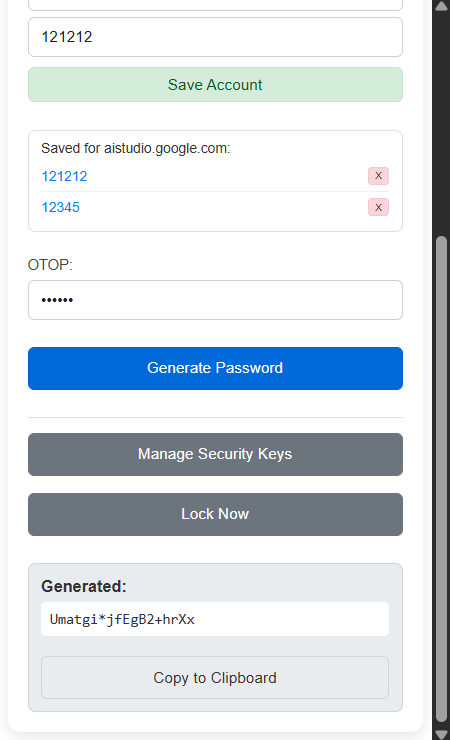 121212
Save Account
Saved for aistudio.google.com:
121212
X
12345
X
OTOP:
••••••
Generate Password
Manage Security Keys
Lock Now
Generated:
Umatgi*jfEgB2+hrXx
Copy to Clipboard